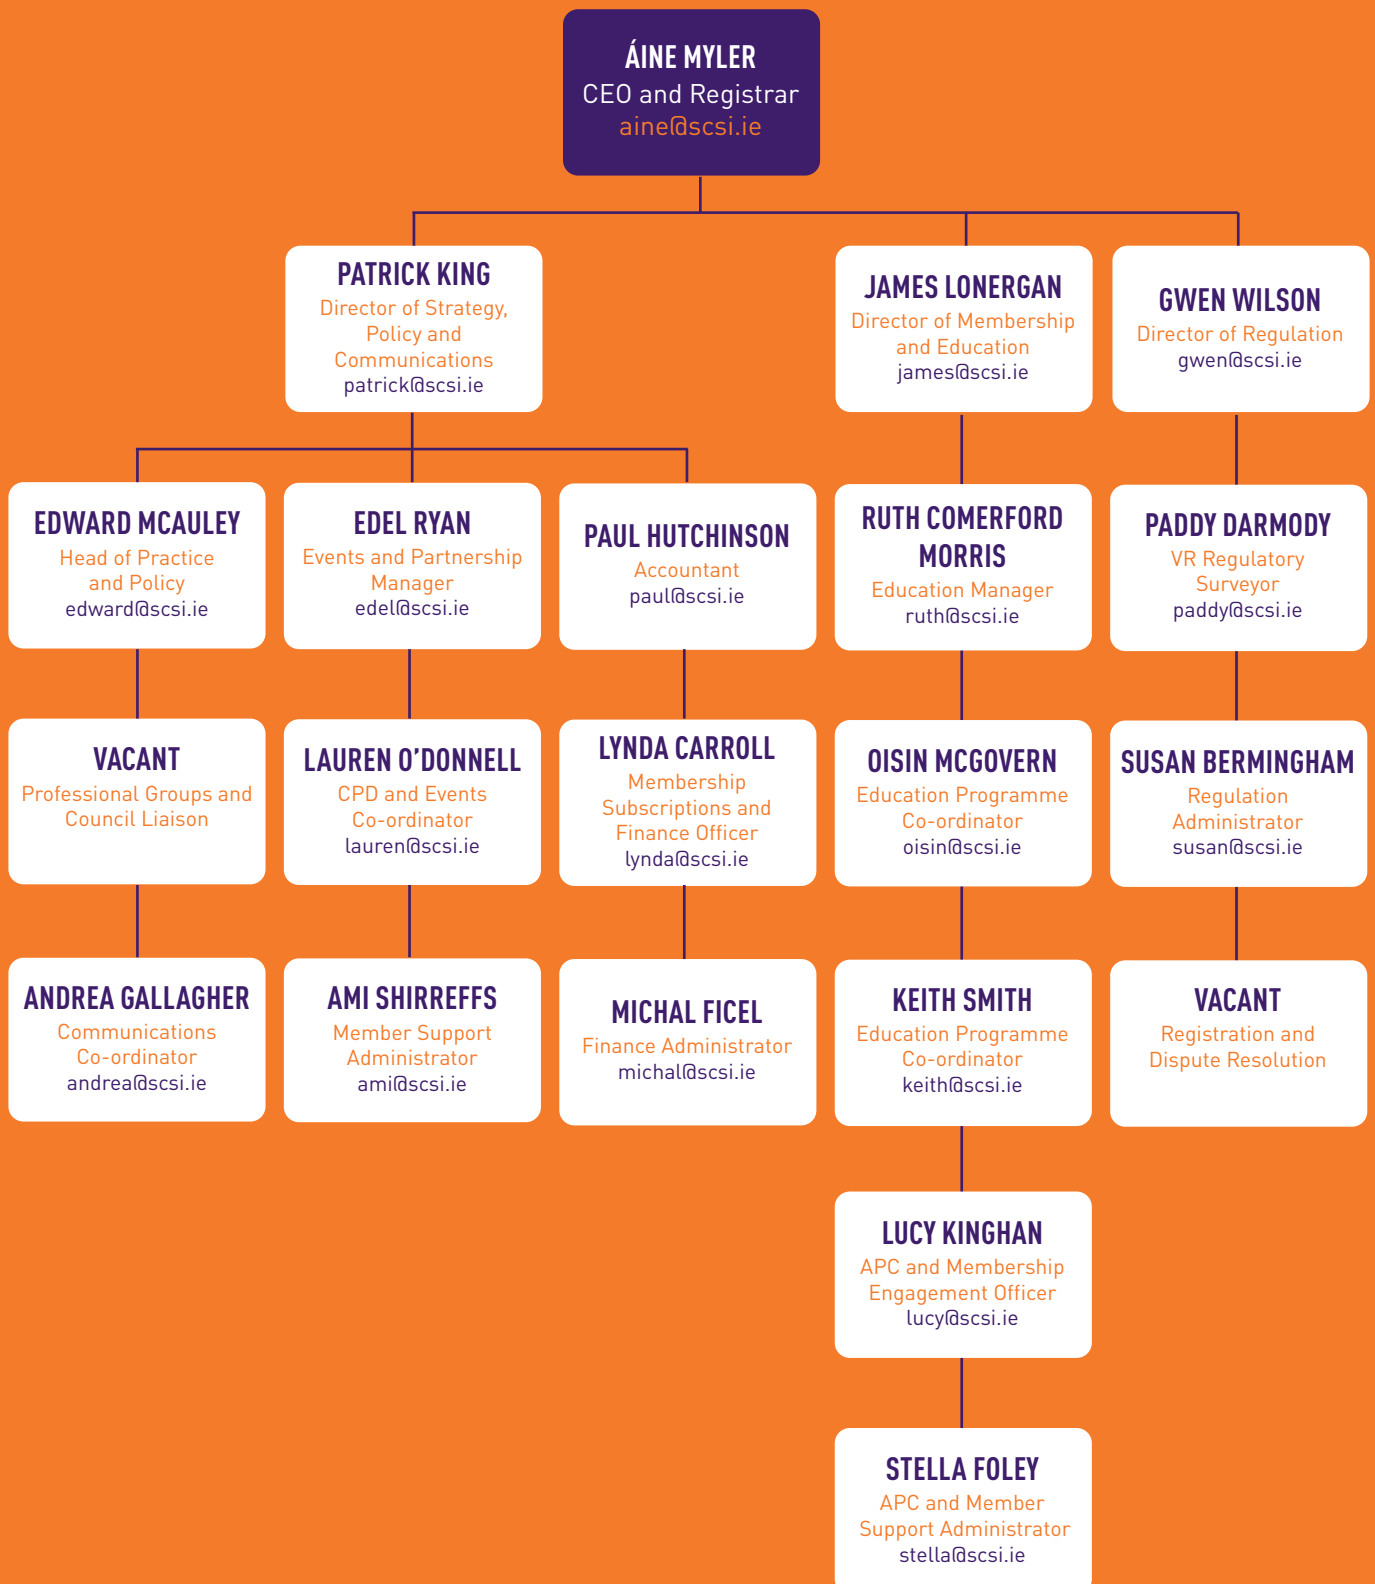 ÁINE MYLER
CEO and Registrar
aine@scsi.ie
PATRICK KING
Director of Strategy,
Policy and
Communications
patrick@scsi.ie
JAMES LONERGAN
Director of Membership
and Education
james@scsi.ie
GWEN WILSON
Director of Regulation
gwen@scsi.ie
EDWARD MCAULEY
Head of Practice
and Policy
edward@scsi.ie
EDEL RYAN
Events and Partnership
Manager
edel@scsi.ie
PAUL HUTCHINSON
Accountant
paul@scsi.ie
RUTH COMERFORD
MORRIS
Education Manager
ruth@scsi.ie
PADDY DARMODY
VR Regulatory
Surveyor
paddy@scsi.ie
VACANT
Professional Groups and
Council Liaison
LAUREN O’DONNELL
CPD and Events
Co-ordinator
lauren@scsi.ie
LYNDA CARROLL
Membership
Subscriptions and
Finance Officer
lynda@scsi.ie
OISIN MCGOVERN
Education Programme
Co-ordinator
oisin@scsi.ie
SUSAN BERMINGHAM
Regulation
Administrator
susan@scsi.ie
ANDREA GALLAGHER
Communications
Co-ordinator
andrea@scsi.ie
AMI SHIRREFFS
Member Support
Administrator
ami@scsi.ie
MICHAL FICEL
Finance Administrator
michal@scsi.ie
KEITH SMITH
Education Programme
Co-ordinator
keith@scsi.ie
VACANT
Registration and
Dispute Resolution
LUCY KINGHAN
APC and Membership
Engagement Officer
lucy@scsi.ie
STELLA FOLEY
APC and Member
Support Administrator
stella@scsi.ie